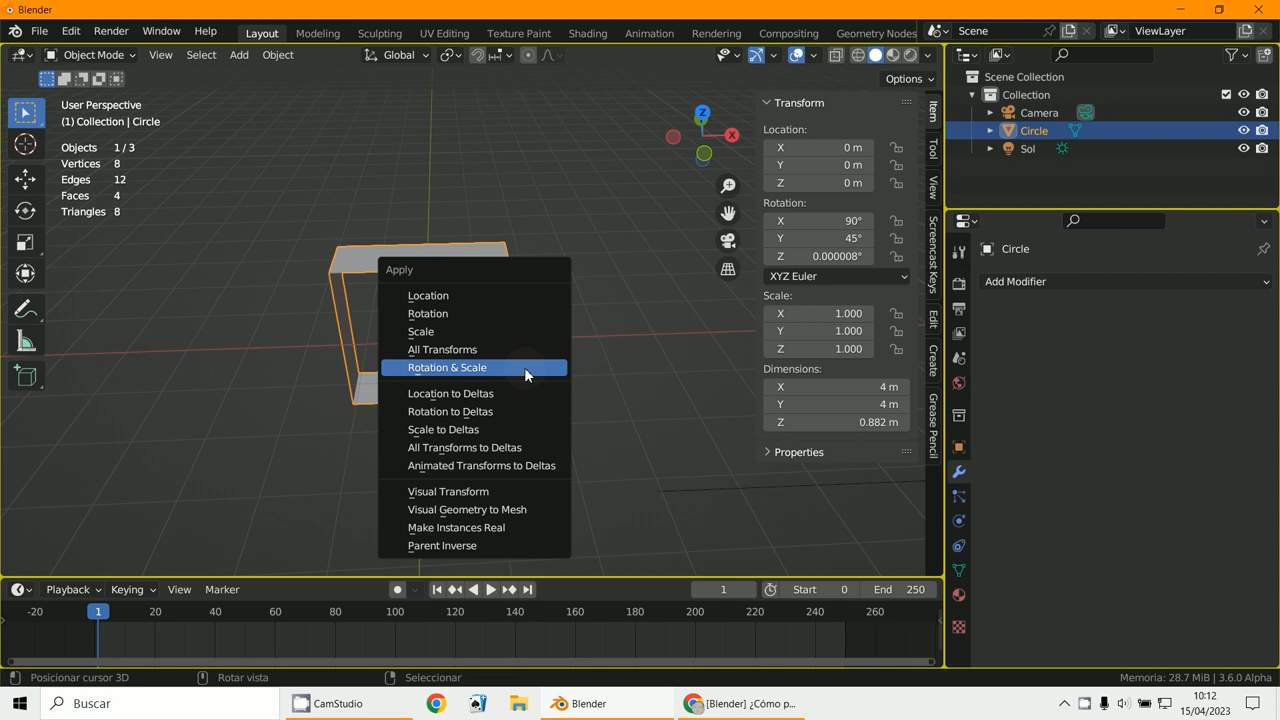 Blender
File Edit Render Window Help Layout Modeling Sculpting UV Editing Texture Paint Shading Animation Rendering Compositing Geometry Nodes Scene ViewLayer
Object Mode View Select Add Object Global
Options
User Perspective
(1) Collection | Circle
Objects 1 / 3
Vertices 8
Edges 12
Faces 4
Triangles 8
Z
X
Transform
Location:
X 0 m
Y 0 m
Z 0 m
Rotation:
X 90°
Y 45°
Z 0.000008°
XYZ Euler
Scale:
X 1.000
Y 1.000
Z 1.000
Dimensions:
X 4 m
Y 4 m
Z 0.882 m
Properties
Item
Tool
View
Screencast Keys
Edit
Create
Grease Pencil
Apply
Location
Rotation
Scale
All Transforms
Rotation & Scale
Location to Deltas
Rotation to Deltas
Scale to Deltas
All Transforms to Deltas
Animated Transforms to Deltas
Visual Transform
Visual Geometry to Mesh
Make Instances Real
Parent Inverse
Scene Collection
Collection
Camera
Circle
Sol
Circle
Add Modifier
Playback Keying View Marker 1 Start 0 End 250
-20 1 20 40 60 80 100 120 140 160 180 200 220 240 260
Posicionar cursor 3D Rotar vista Seleccionar Memoria: 28.7 MiB | 3.6.0 Alpha
Buscar CamStudio Blender [Blender] ¿Cómo p...
10:12
15/04/2023